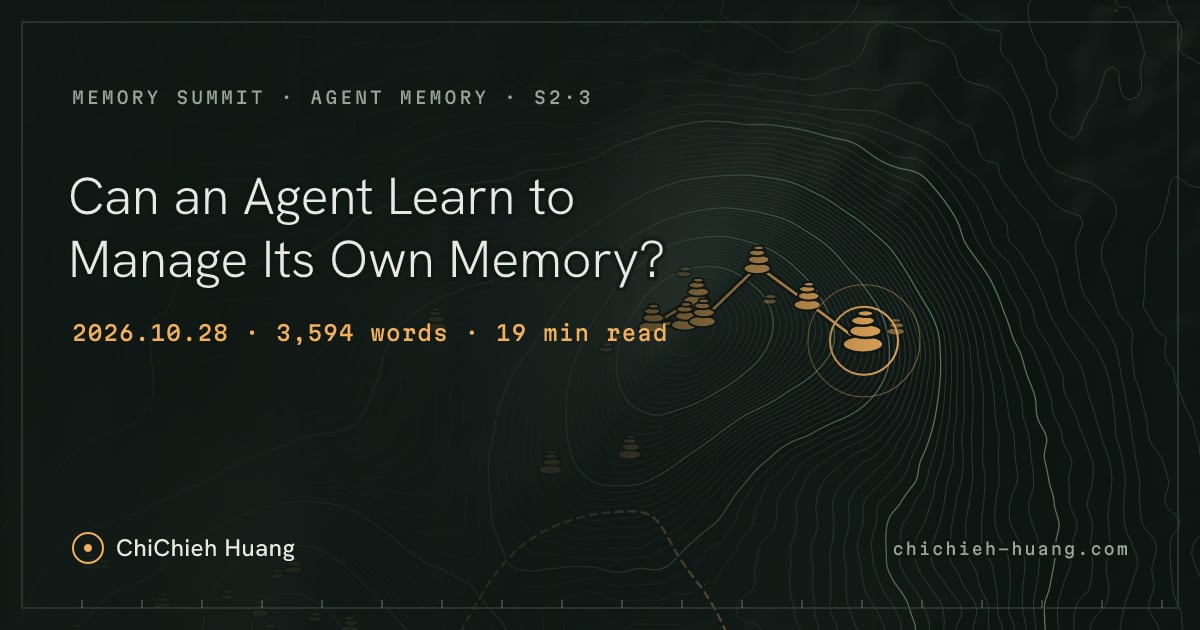 MEMORY SUMMIT · AGENT MEMORY · S2·3
Can an Agent Learn to
Manage Its Own Memory?
2026.10.28 · 3,594 words · 19 min read
ChiChieh Huang
chichieh-huang.com